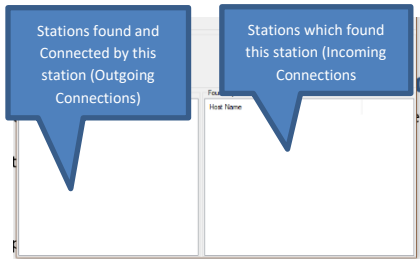 Stations found and
Connected by this
station (Outgoing
Connections)
Stations which found
this station (Incoming
Connections
Host Name